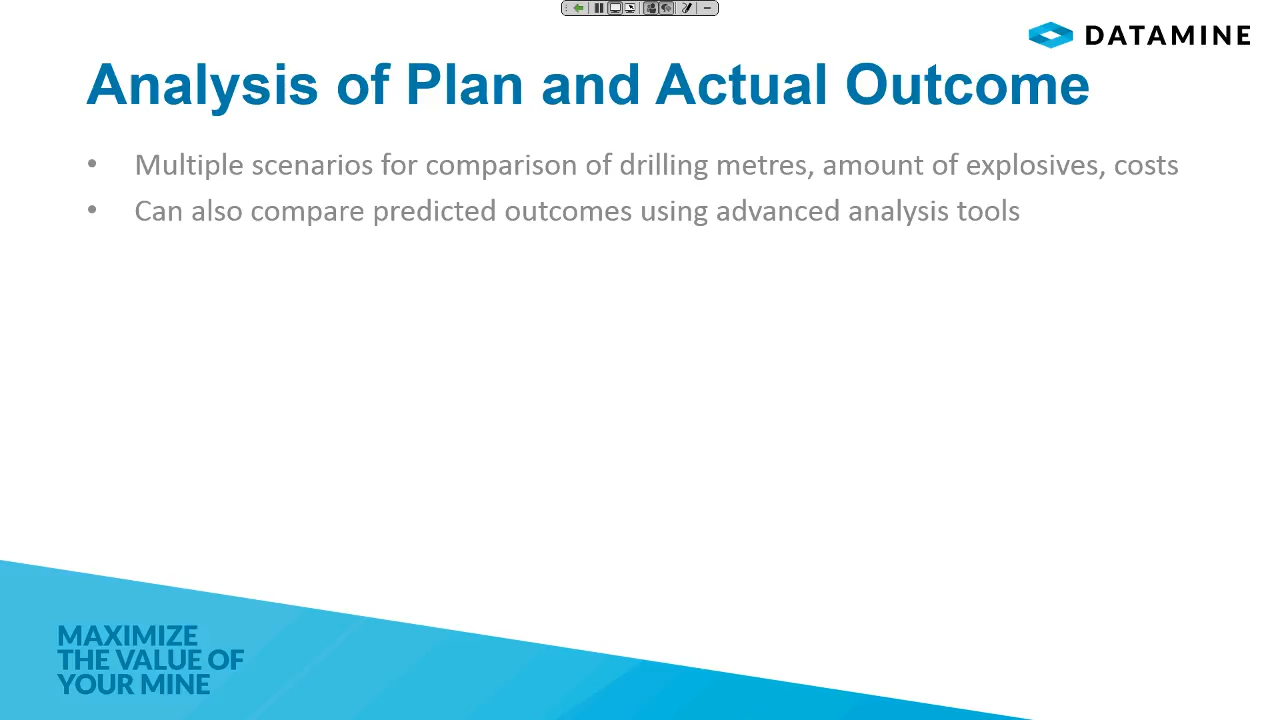 DATAMINE
Analysis of Plan and Actual Outcome
• Multiple scenarios for comparison of drilling metres, amount of explosives, costs
• Can also compare predicted outcomes using advanced analysis tools
MAXIMIZE
THE VALUE OF
YOUR MINE